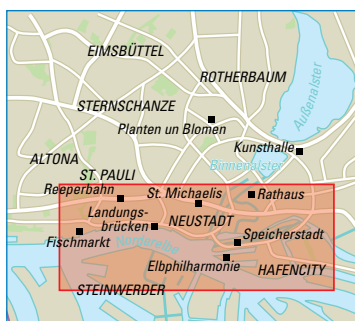 EIMSBÜTTEL
ROTHERBAUM
Außenalster
STERNSCHANZE
Planten un Blomen
Kunsthalle
ALTONA
Binnenalster
ST. PAULI
Reeperbahn
St. Michaelis
Rathaus
Landungs-
brücken
NEUSTADT
Fischmarkt
Norderelbe
Speicherstadt
Elbphilharmonie
HAFENCITY
STEINWERDER